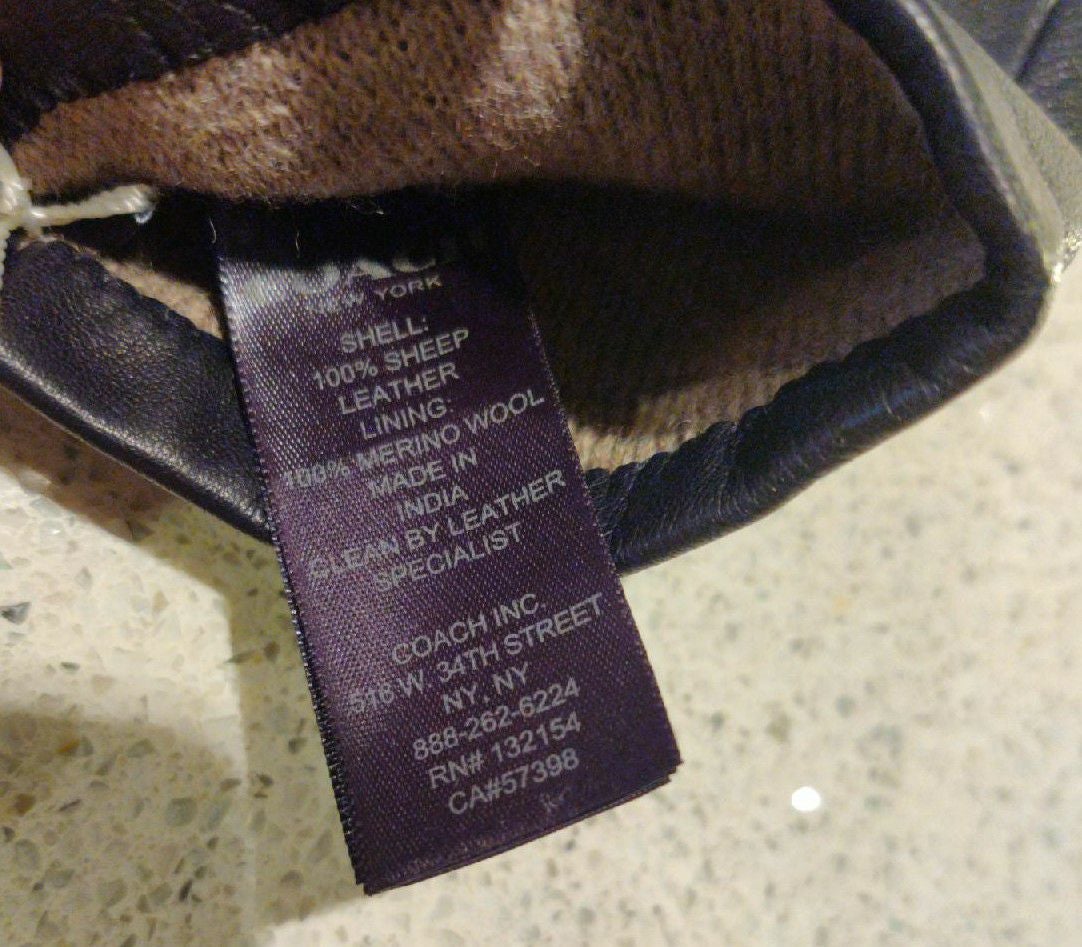 NEW YORK
SHELL:
100% SHEEP
LEATHER
LINING:
100% MERINO WOOL
MADE IN
INDIA
CLEAN BY LEATHER
SPECIALIST
COACH INC.
516 W. 34TH STREET
NY, NY
888-262-6224
RN# 132154
CA#57398